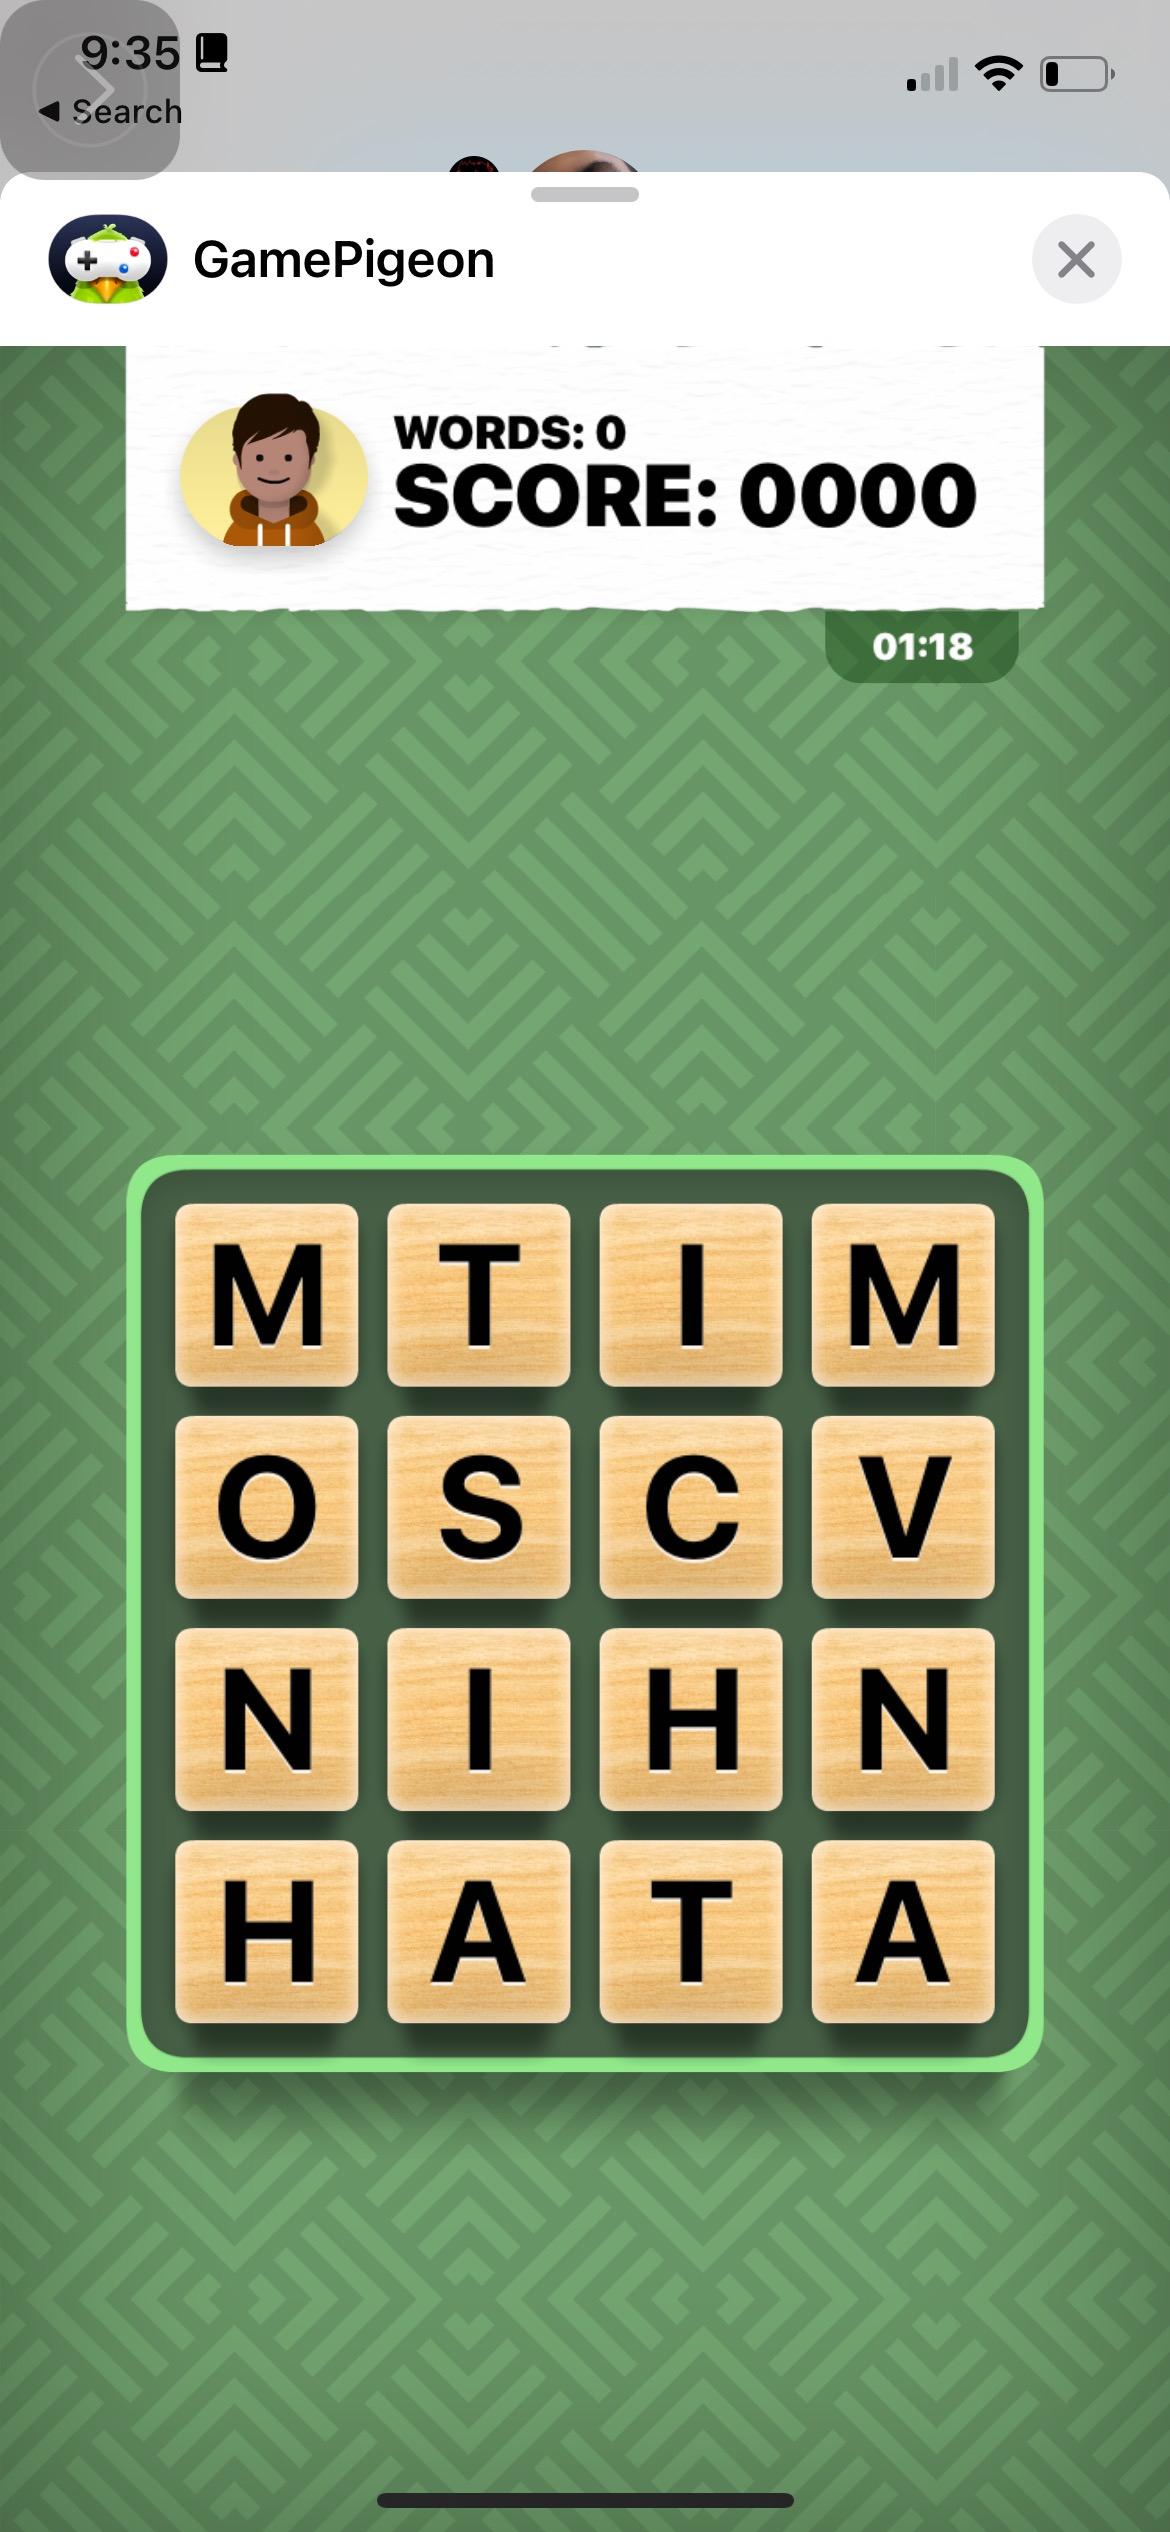 9:35
◀ Search
GamePigeon
WORDS: 0
SCORE: 0000
01:18
M T I M
O S C V
N I H N
H A T A